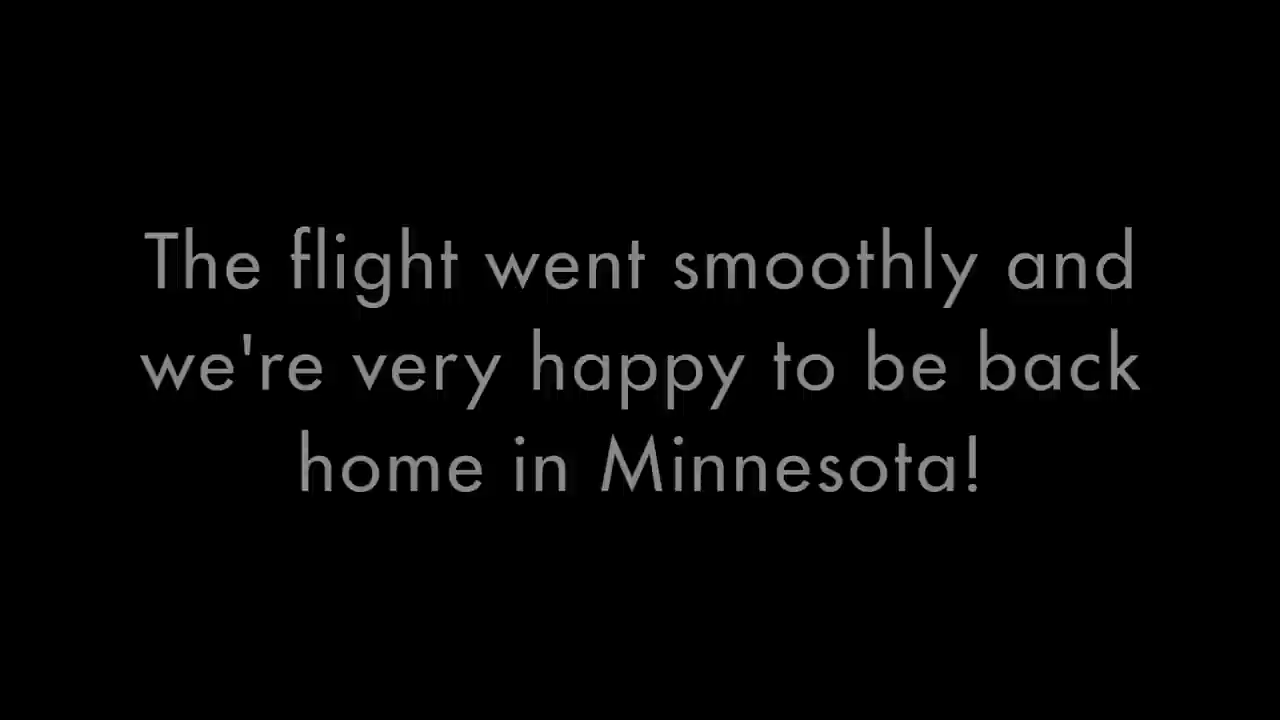 The flight went smoothly and
we're very happy to be back
home in Minnesota!